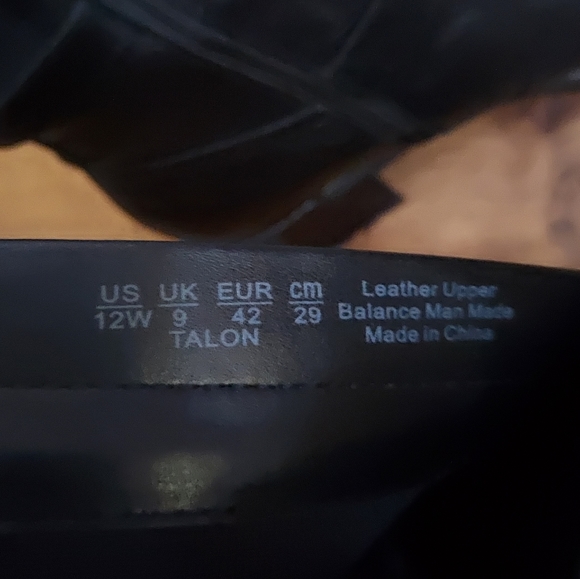 US UK EUR cm Leather Upper
12W 9 42 29 Balance Man Made
TALON Made in China